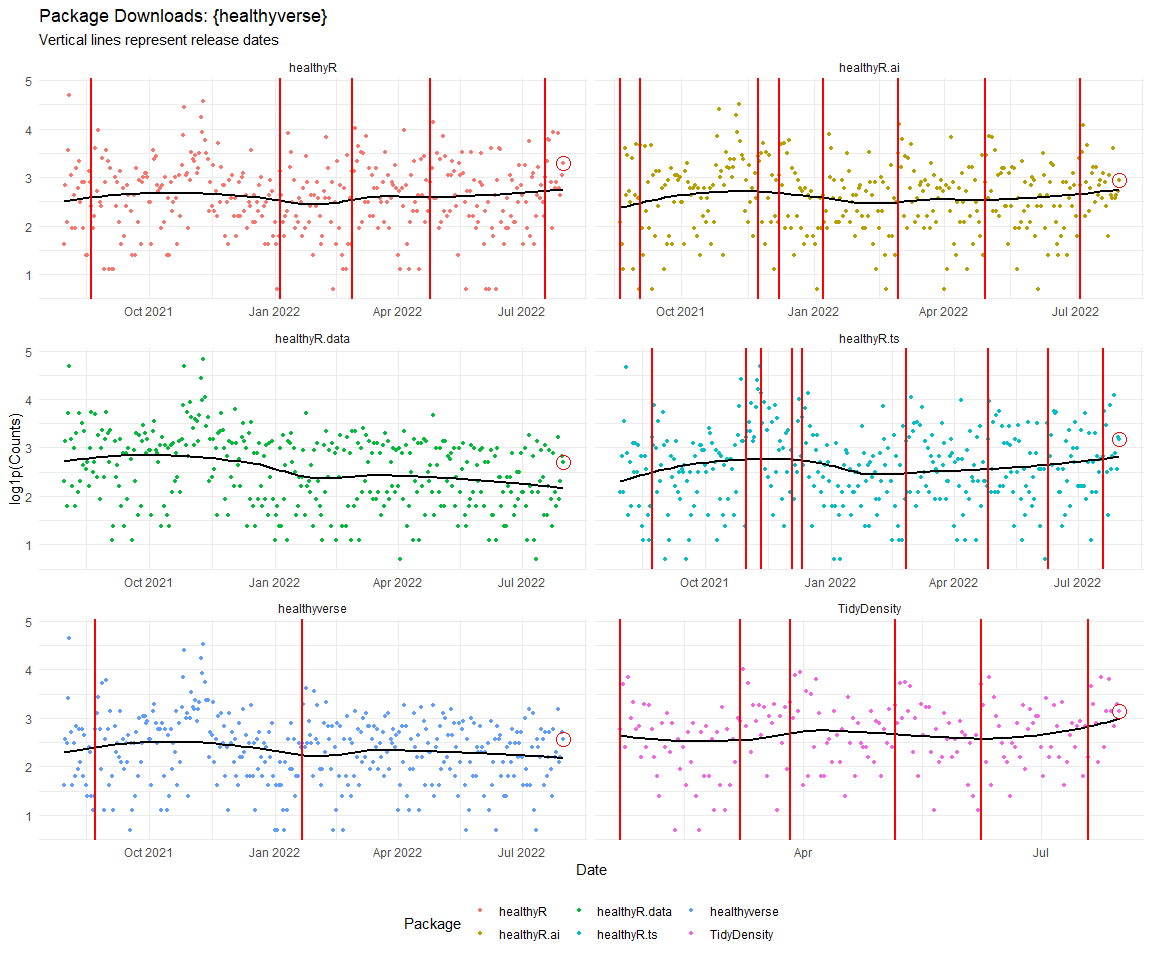 Package Downloads: {healthyverse}
Vertical lines represent release dates
healthyR
healthyR.ai
5
4
3
2
1
Oct 2021 Jan 2022 Apr 2022 Jul 2022
Oct 2021 Jan 2022 Apr 2022 Jul 2022
healthyR.data
healthyR.ts
5
4
3
2
1
log1p(Counts)
Oct 2021 Jan 2022 Apr 2022 Jul 2022
Oct 2021 Jan 2022 Apr 2022 Jul 2022
healthyverse
TidyDensity
5
4
3
2
1
Oct 2021 Jan 2022 Apr 2022 Jul 2022
Apr Jul
Date
Package
healthyR healthyR.data healthyverse
healthyR.ai healthyR.ts TidyDensity